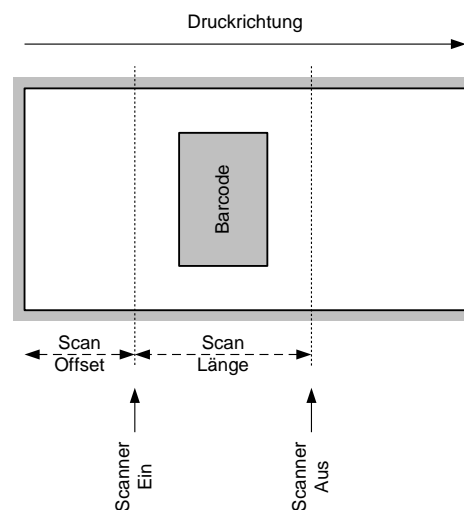 Druckrichtung
Barcode
Scan
Offset
Scan
Länge
Scanner
Ein
Scanner
Aus